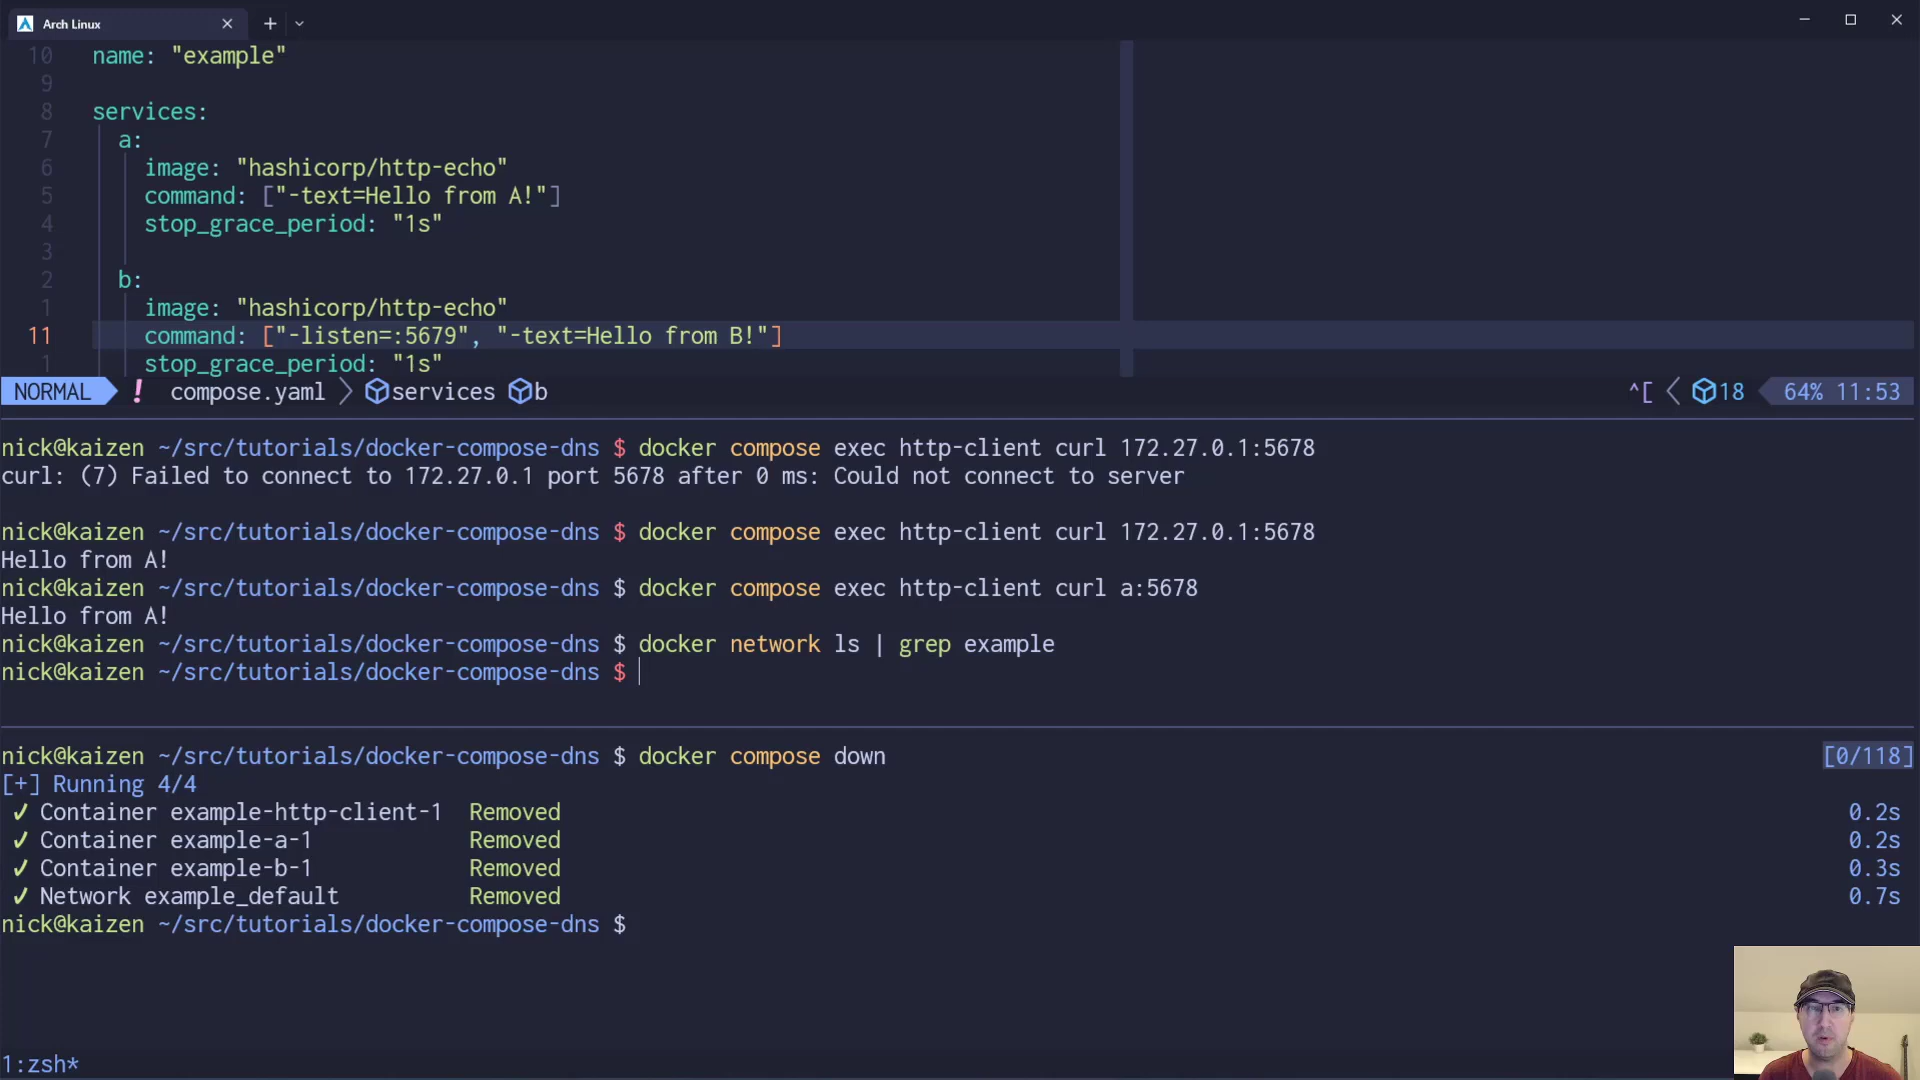 Arch Linux
10 name: "example"
9
8 services:
7 a:
6 image: "hashicorp/http-echo"
5 command: ["-text=Hello from A!"]
4 stop_grace_period: "1s"
3
2 b:
1 image: "hashicorp/http-echo"
11 command: ["-listen=:5679", "-text=Hello from B!"]
1 stop_grace_period: "1s"
NORMAL ! compose.yaml services b ^[ 18 64% 11:53
nick@kaizen ~/src/tutorials/docker-compose-dns $ docker compose exec http-client curl 172.27.0.1:5678
curl: (7) Failed to connect to 172.27.0.1 port 5678 after 0 ms: Could not connect to server
nick@kaizen ~/src/tutorials/docker-compose-dns $ docker compose exec http-client curl 172.27.0.1:5678
Hello from A!
nick@kaizen ~/src/tutorials/docker-compose-dns $ docker compose exec http-client curl a:5678
Hello from A!
nick@kaizen ~/src/tutorials/docker-compose-dns $ docker network ls | grep example
nick@kaizen ~/src/tutorials/docker-compose-dns $
nick@kaizen ~/src/tutorials/docker-compose-dns $ docker compose down [0/118]
[+] Running 4/4
✓ Container example-http-client-1 Removed 0.2s
✓ Container example-a-1 Removed 0.2s
✓ Container example-b-1 Removed 0.3s
✓ Network example_default Removed 0.7s
nick@kaizen ~/src/tutorials/docker-compose-dns $
1:zsh*